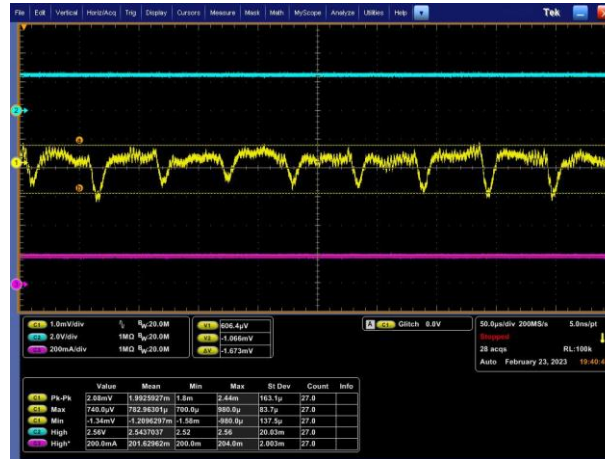 File Edit Vertical Horiz/Acq Trig Display Cursors Measure Mask Math MyScope Analyze Utilities Help Tek
2
a
1
b
3
C1 1.0mV/div BW:20.0M
C2 2.0V/div 1MΩ BW:20.0M
C3 200mA/div 1MΩ BW:20.0M
V1 606.4µV
V2 -1.066mV
ΔV -1.673mV
A C1 Glitch 0.0V
50.0µs/div 200MS/s 5.0ns/pt
Stopped
28 acqs RL:100k
Auto February 23, 2023 19:40:4
Value Mean Min Max St Dev Count Info
C1 Pk-Pk 2.08mV 1.9925927m 1.8m 2.44m 163.1µ 27.0
C1 Max 740.0µV 782.96301µ 700.0µ 980.0µ 83.7µ 27.0
C1 Min -1.34mV -1.2096297m -1.58m -980.0µ 137.5µ 27.0
C2 High 2.56V 2.5437037 2.52 2.56 20.03m 27.0
C3 High* 200.0mA 201.62962m 200.0m 204.0m 2.003m 27.0